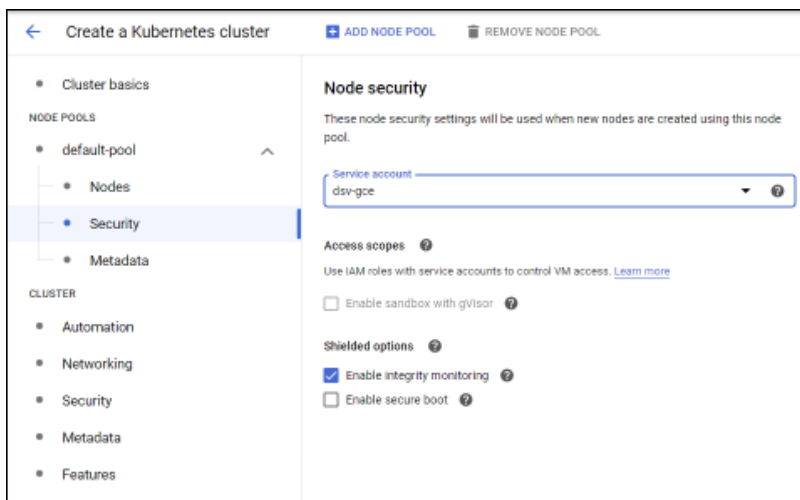 Create a Kubernetes cluster
ADD NODE POOL
REMOVE NODE POOL
Cluster basics
NODE POOLS
default-pool
Nodes
Security
Metadata
CLUSTER
Automation
Networking
Security
Metadata
Features
Node security
These node security settings will be used when new nodes are created using this node
pool.
Service account
dsv-gce
Access scopes
Use IAM roles with service accounts to control VM access. Learn more
Enable sandbox with gVisor
Shielded options
Enable integrity monitoring
Enable secure boot